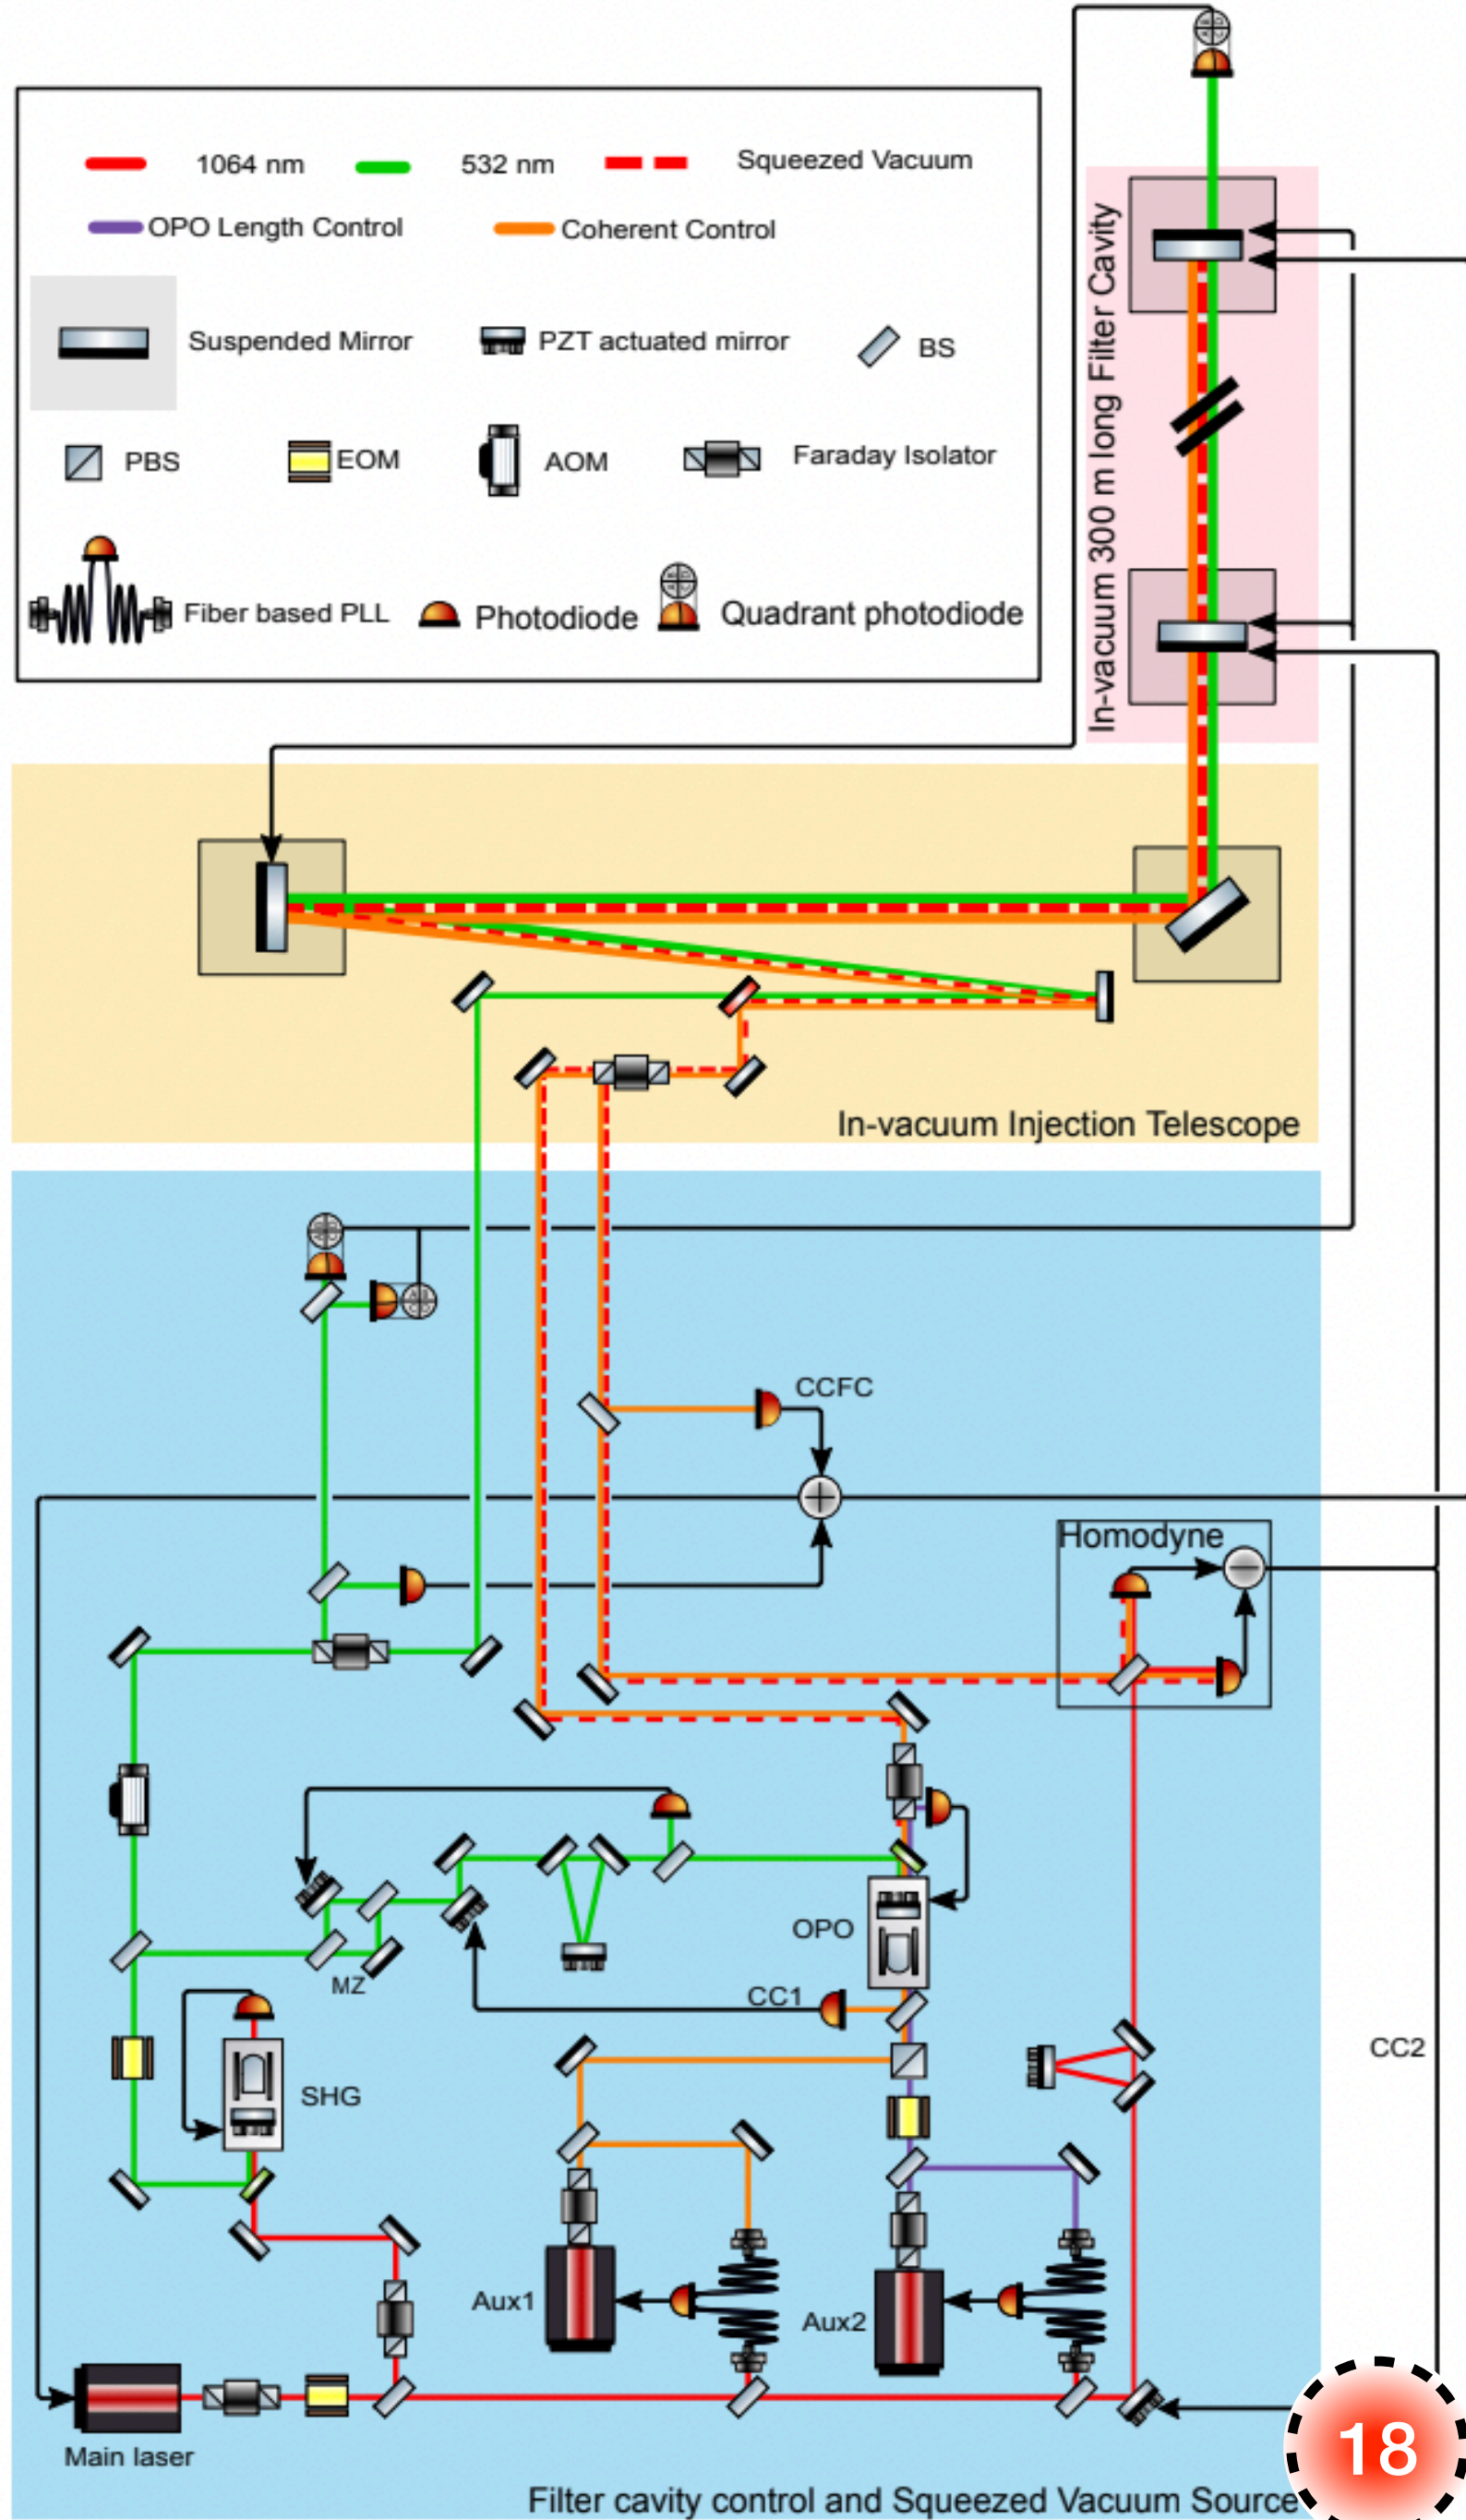 1064 nm
532 nm
Squeezed Vacuum
OPO Length Control
Coherent Control
Suspended Mirror
PZT actuated mirror
BS
PBS
EOM
AOM
Faraday Isolator
Fiber based PLL
Photodiode
Quadrant photodiode
In-vacuum 300 m long Filter Cavity
In-vacuum Injection Telescope
CCFC
Homodyne
OPO
MZ
CC1
CC2
SHG
Aux1
Aux2
Main laser
18
Filter cavity control and Squeezed Vacuum Source